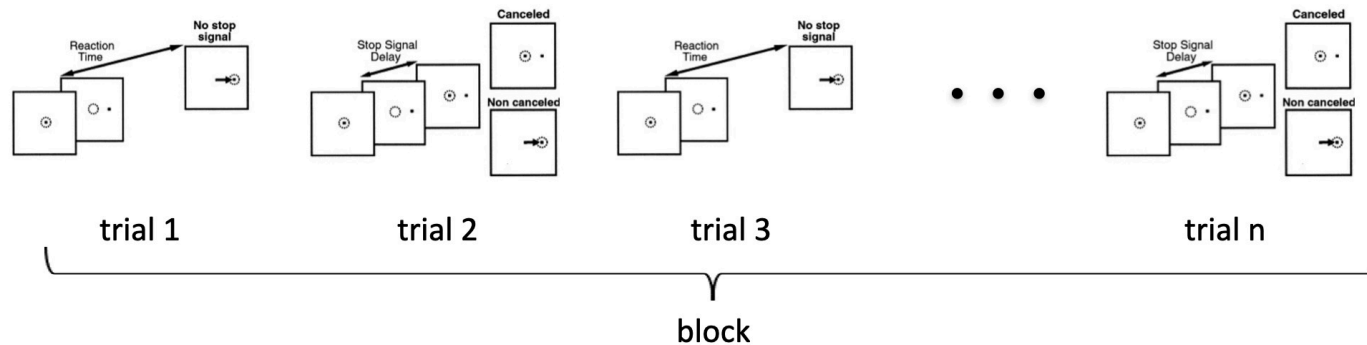 Reaction
Time
No stop
signal
trial 1
Stop Signal
Delay
Canceled
Non canceled
trial 2
Reaction
Time
No stop
signal
trial 3
Stop Signal
Delay
Canceled
Non canceled
trial n
block